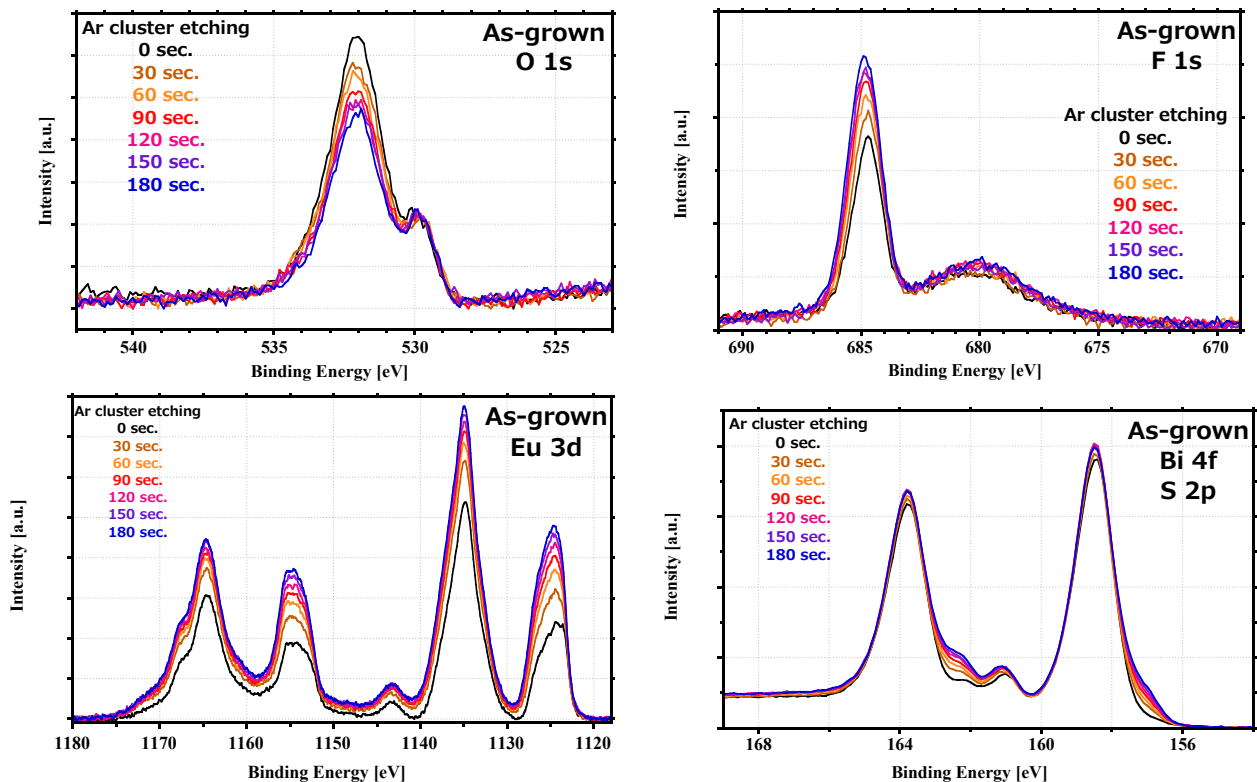 Ar cluster etching
0 sec.
30 sec.
60 sec.
90 sec.
120 sec.
150 sec.
180 sec.
As-grown
O 1s
Intensity [a.u.]
540 535 530 525
Binding Energy [eV]
As-grown
F 1s
Ar cluster etching
0 sec.
30 sec.
60 sec.
90 sec.
120 sec.
150 sec.
180 sec.
Intensity [a.u.]
690 685 680 675 670
Binding Energy [eV]
Ar cluster etching
0 sec.
30 sec.
60 sec.
90 sec.
120 sec.
150 sec.
180 sec.
As-grown
Eu 3d
Intensity [a.u.]
1180 1170 1160 1150 1140 1130 1120
Binding Energy [eV]
Ar cluster etching
0 sec.
30 sec.
60 sec.
90 sec.
120 sec.
150 sec.
180 sec.
As-grown
Bi 4f
S 2p
Intensity [a.u.]
168 164 160 156
Binding Energy [eV]